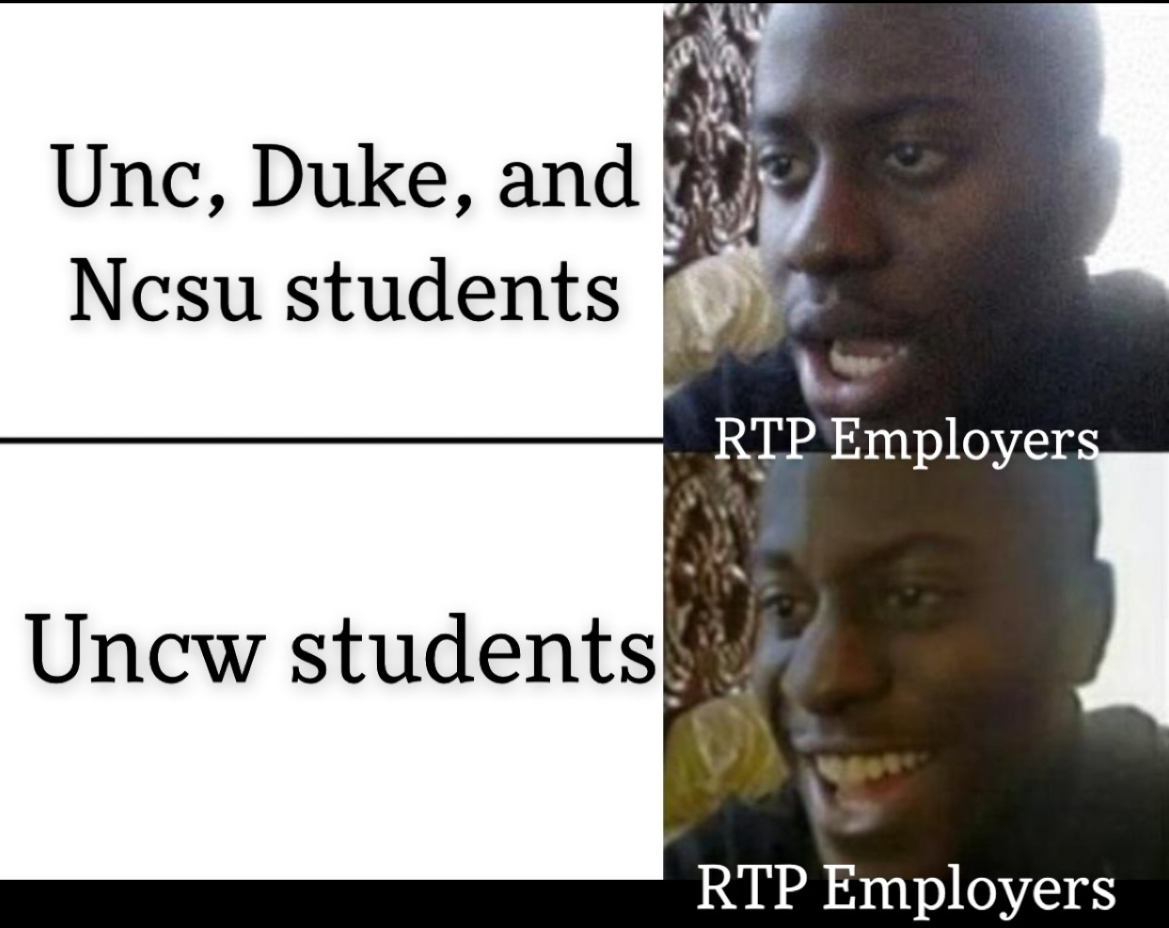 Unc, Duke, and
Ncsu students
RTP Employers
Uncw students
RTP Employers